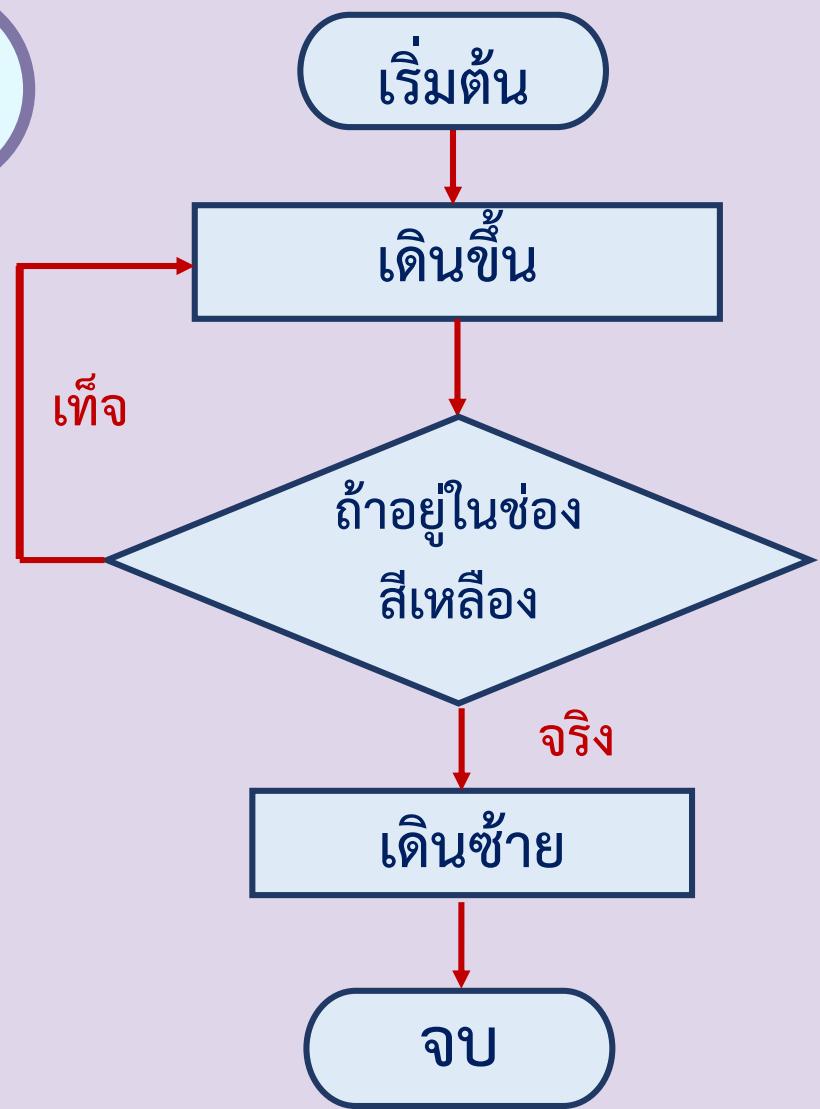 เริ่มต้น
เดินขึ้น
เท็จ
ถ้าอยู่ในช่อง
สีเหลือง
จริง
เดินซ้าย
จบ